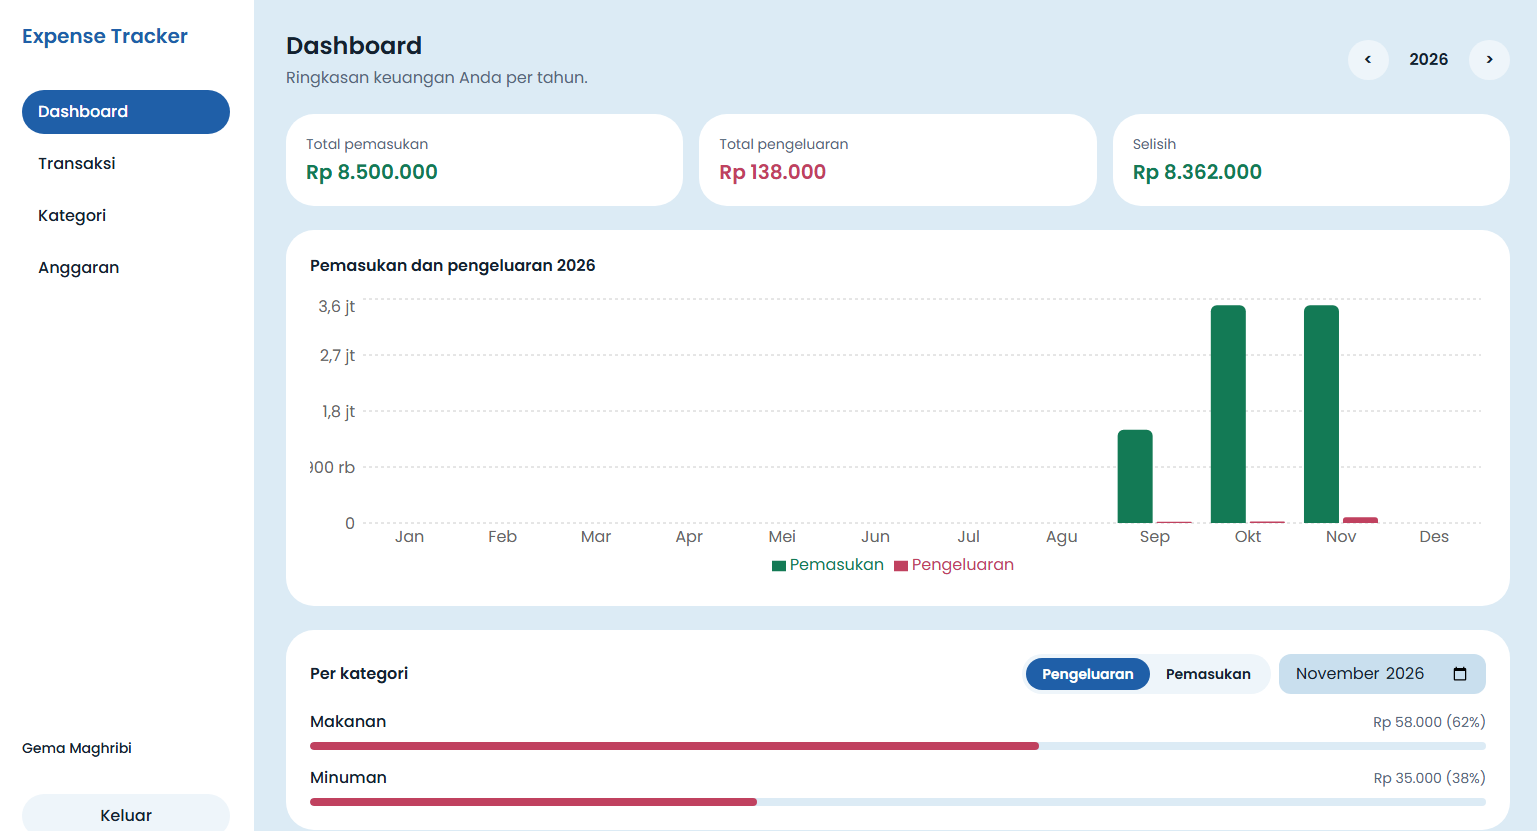 Expense Tracker
Dashboard
Transaksi
Kategori
Anggaran
Gema Maghribi
Keluar
Dashboard
Ringkasan keuangan Anda per tahun.
< 2026 >
Total pemasukan
Rp 8.500.000
Total pengeluaran
Rp 138.000
Selisih
Rp 8.362.000
Pemasukan dan pengeluaran 2026
3,6 jt
2,7 jt
1,8 jt
900 rb
0
Jan Feb Mar Apr Mei Jun Jul Agu Sep Okt Nov Des
Pemasukan Pengeluaran
Per kategori
Pengeluaran Pemasukan November 2026
Makanan Rp 58.000 (62%)
Minuman Rp 35.000 (38%)